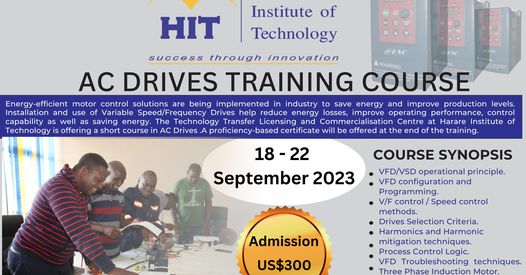 HIT
Institute of
Technology
success through innovation
AC DRIVES TRAINING COURSE
Energy-efficient motor control solutions are being implemented in industry to save energy and improve production levels.
Installation and use of Variable Speed/Frequency Drives help reduce energy losses, improve operating performance, control
capability as well as saving energy. The Technology Transfer Licensing and Commercialisation Centre at Harare Institute of
Technology is offering a short course in AC Drives .A proficiency-based certificate will be offered at the end of the training.
18 - 22
September 2023
Admission
US$300
COURSE SYNOPSIS
• VFD/VSD operational principle.
• VFD configuration and
Programming.
• V/F control / Speed control
methods.
• Drives Selection Criteria.
• Harmonics and Harmonic
mitigation techniques.
• Process Control Logic.
• VFD Troubleshooting techniques.
• Three Phase Induction Motor.